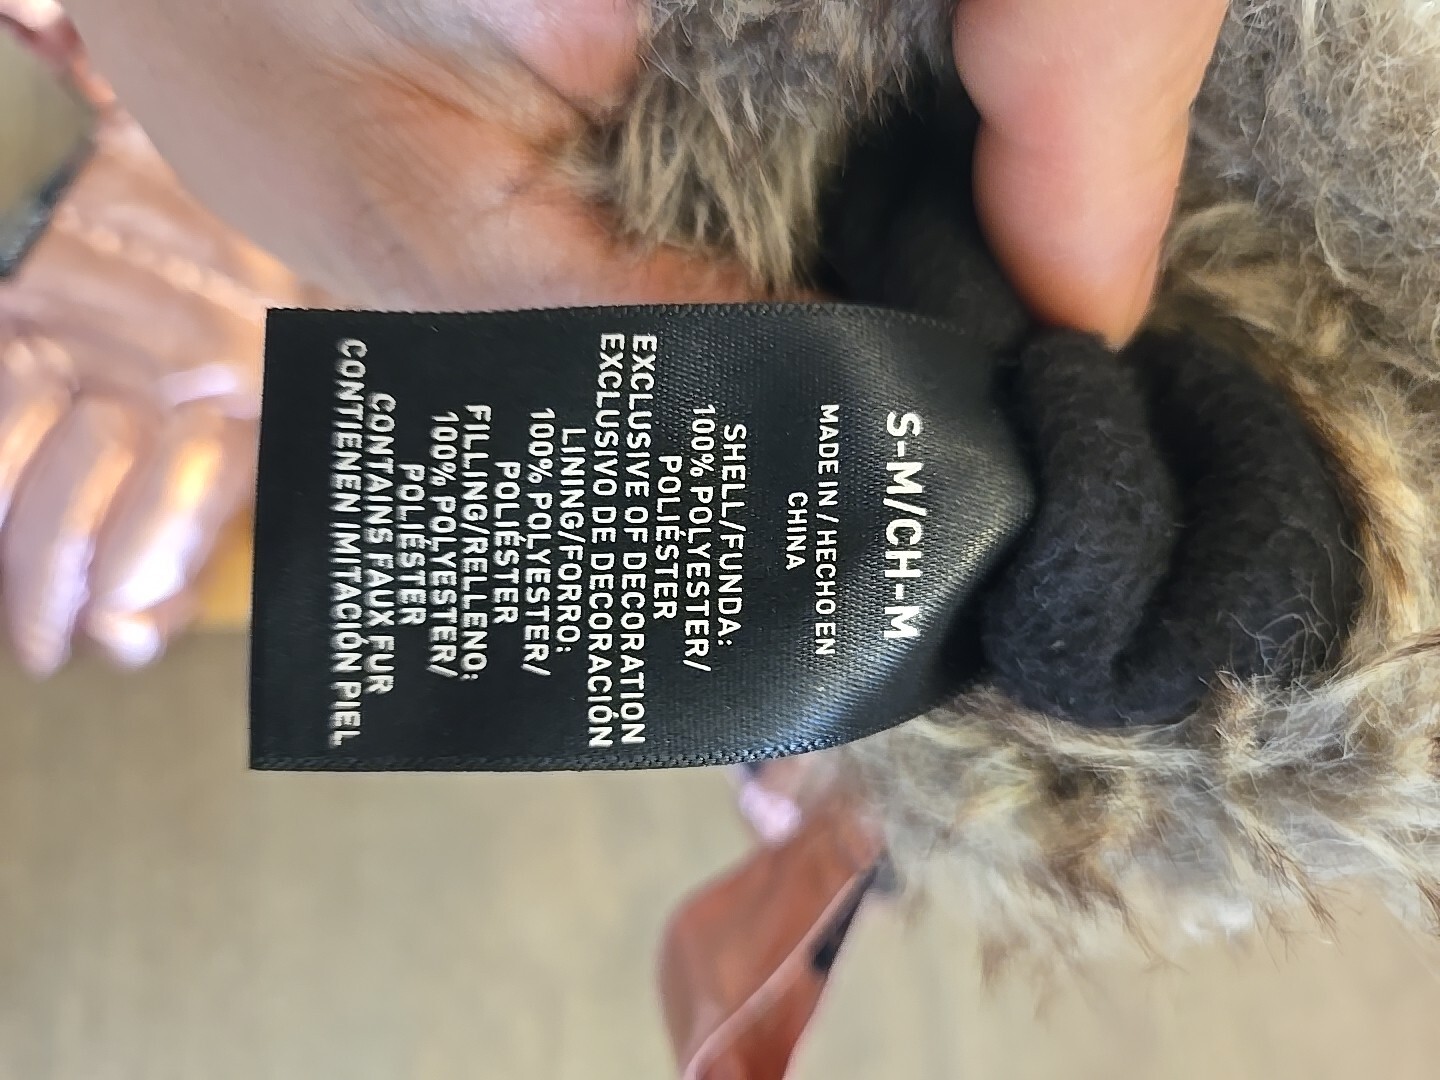 S-M/CH-M
MADE IN / HECHO EN
CHINA
SHELL/FUNDA:
100% POLYESTER/
POLIÉSTER
EXCLUSIVE OF DECORATION
EXCLUSIVO DE DECORACIÓN
LINING/FORRO:
100% POLYESTER/
POLIÉSTER
FILLING/RELLENO:
100% POLYESTER/
POLIÉSTER
CONTAINS FAUX FUR
CONTIENEN IMITACIÓN PIEL